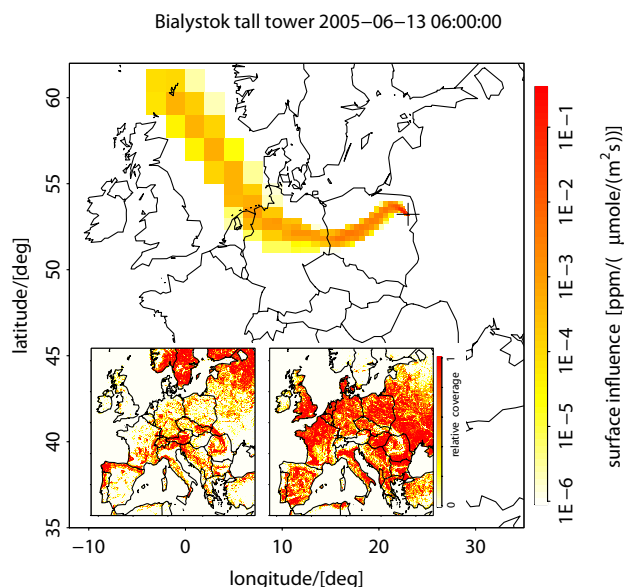 Bialystok tall tower 2005−06−13 06:00:00
latitude/[deg]
60
55
50
45
40
35
−10
0
10
20
30
longitude/[deg]
0
relative coverage
1
1E−6
1E−5
1E−4
1E−3
1E−2
1E−1
surface influence [ppm/( μmole/(m2s))]